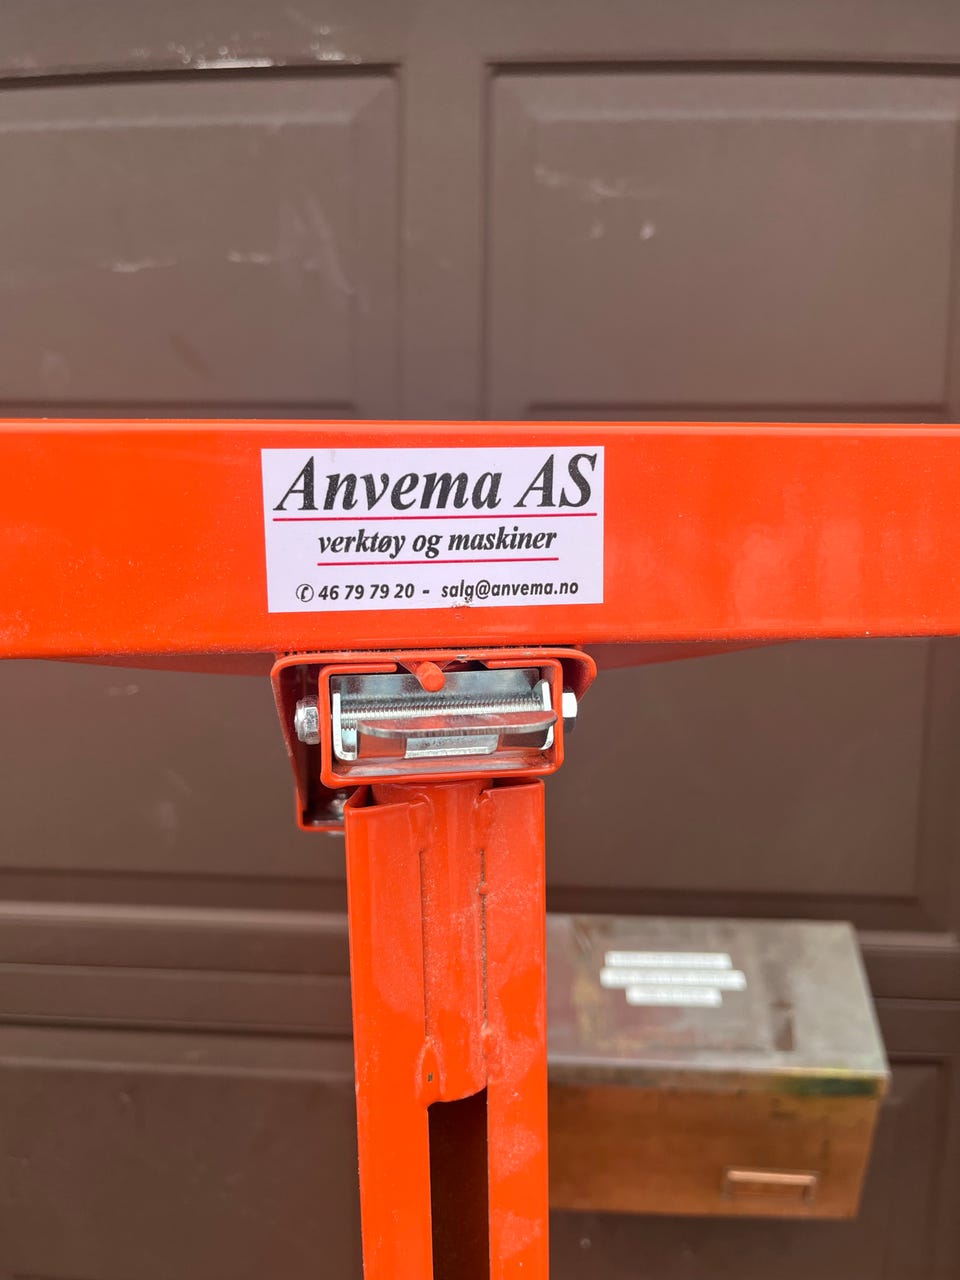 Anvema AS
verktøy og maskiner
✆ 46 79 79 20 - salg@anvema.no